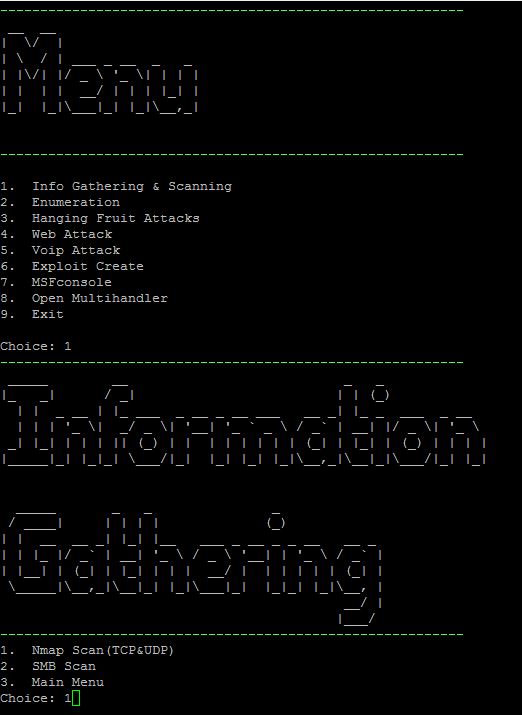 Menu
1. Info Gathering & Scanning
2. Enumeration
3. Hanging Fruit Attacks
4. Web Attack
5. Voip Attack
6. Exploit Create
7. MSFconsole
8. Open Multihandler
9. Exit
Choice: 1
Information
Gathering
1. Nmap Scan(TCP&UDP)
2. SMB Scan
3. Main Menu
Choice: 1